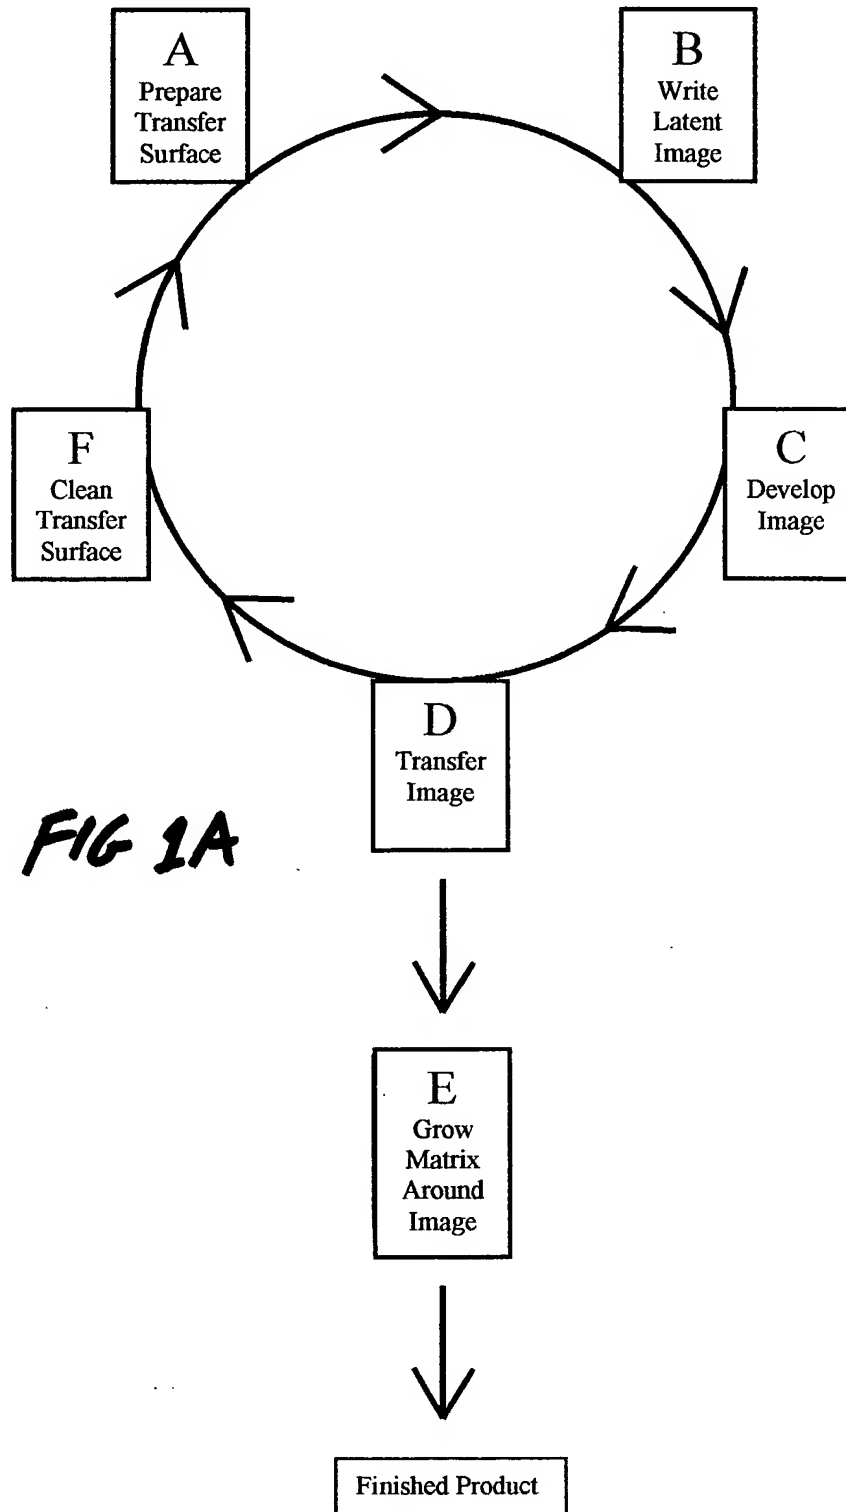 A
Prepare
Transfer
Surface
B
Write
Latent
Image
F
Clean
Transfer
Surface
C
Develop
Image
D
Transfer
Image
FIG 1A
E
Grow
Matrix
Around
Image
Finished Product